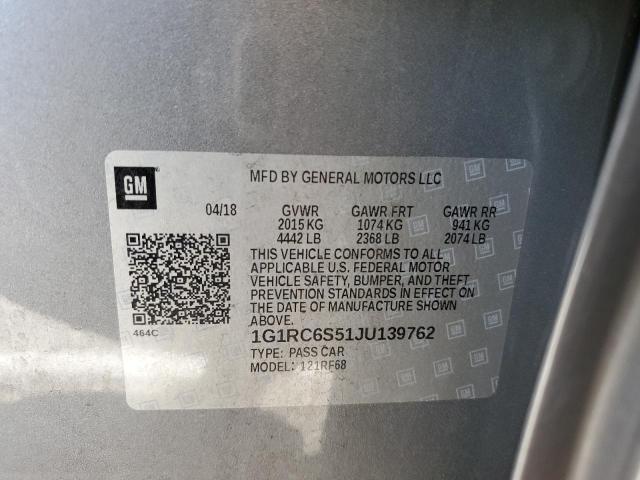 GM
MFD BY GENERAL MOTORS LLC
04/18 GVWR GAWR FRT GAWR RR
2015 KG 1074 KG 941 KG
4442 LB 2368 LB 2074 LB
THIS VEHICLE CONFORMS TO ALL
APPLICABLE U.S. FEDERAL MOTOR
VEHICLE SAFETY, BUMPER, AND THEFT
PREVENTION STANDARDS IN EFFECT ON
THE DATE OF MANUFACTURE SHOWN
ABOVE.
464C
1G1RC6S51JU139762
TYPE: PASS CAR
MODEL: 121RF68